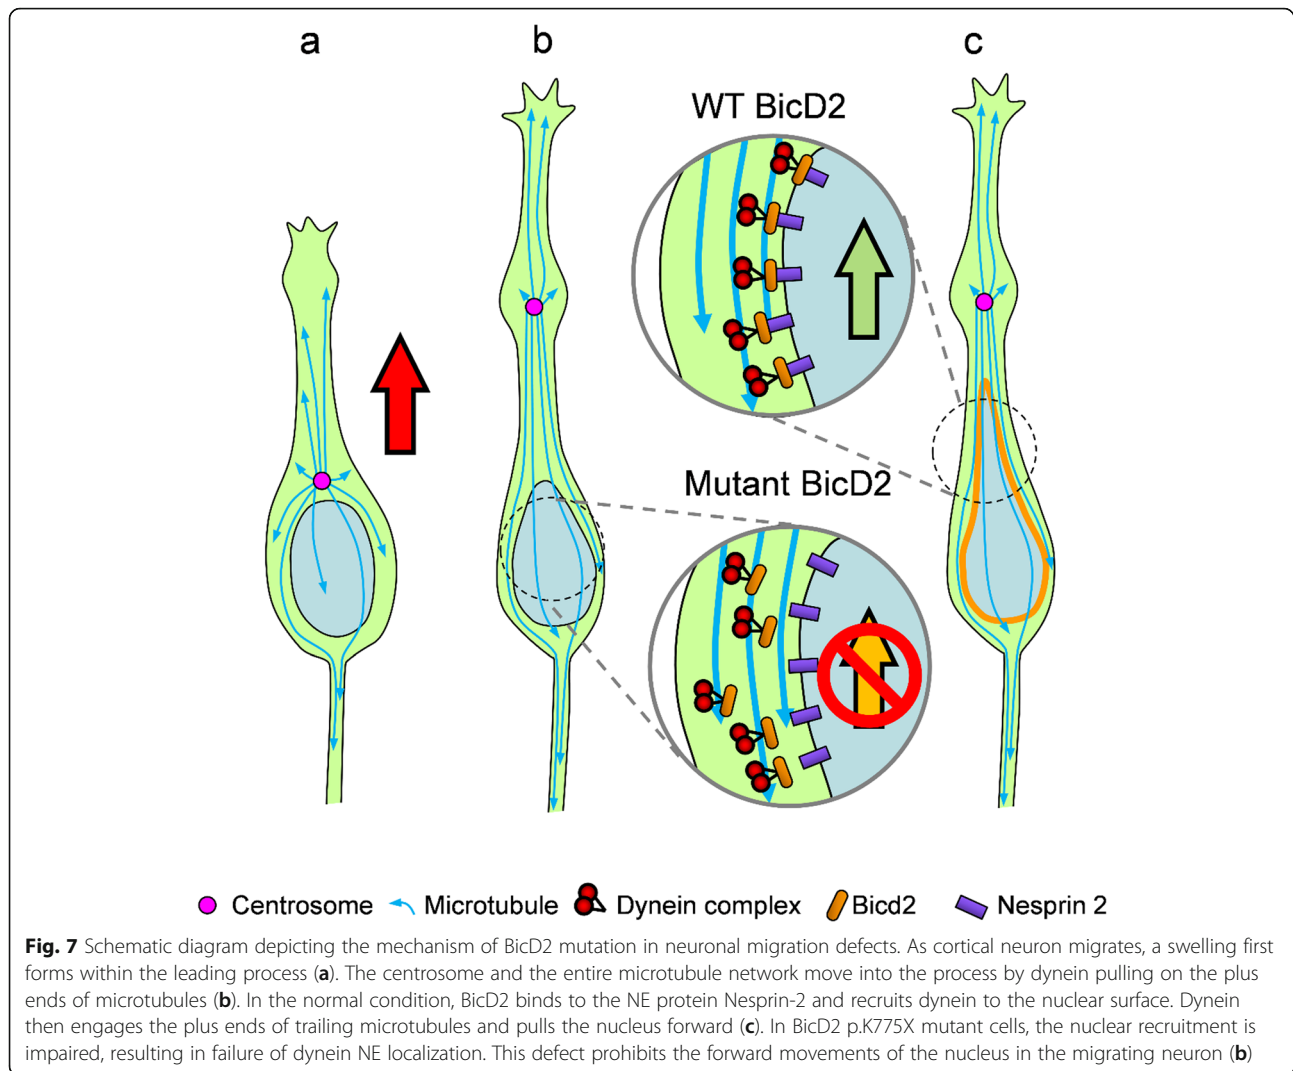 a
b
c
WT BicD2
Mutant BicD2
Centrosome
Microtubule
Dynein complex
Bicd2
Nesprin 2
Fig. 7 Schematic diagram depicting the mechanism of BicD2 mutation in neuronal migration defects. As cortical neuron migrates, a swelling first
forms within the leading process (a). The centrosome and the entire microtubule network move into the process by dynein pulling on the plus
ends of microtubules (b). In the normal condition, BicD2 binds to the NE protein Nesprin-2 and recruits dynein to the nuclear surface. Dynein
then engages the plus ends of trailing microtubules and pulls the nucleus forward (c). In BicD2 p.K775X mutant cells, the nuclear recruitment is
impaired, resulting in failure of dynein NE localization. This defect prohibits the forward movements of the nucleus in the migrating neuron (b)